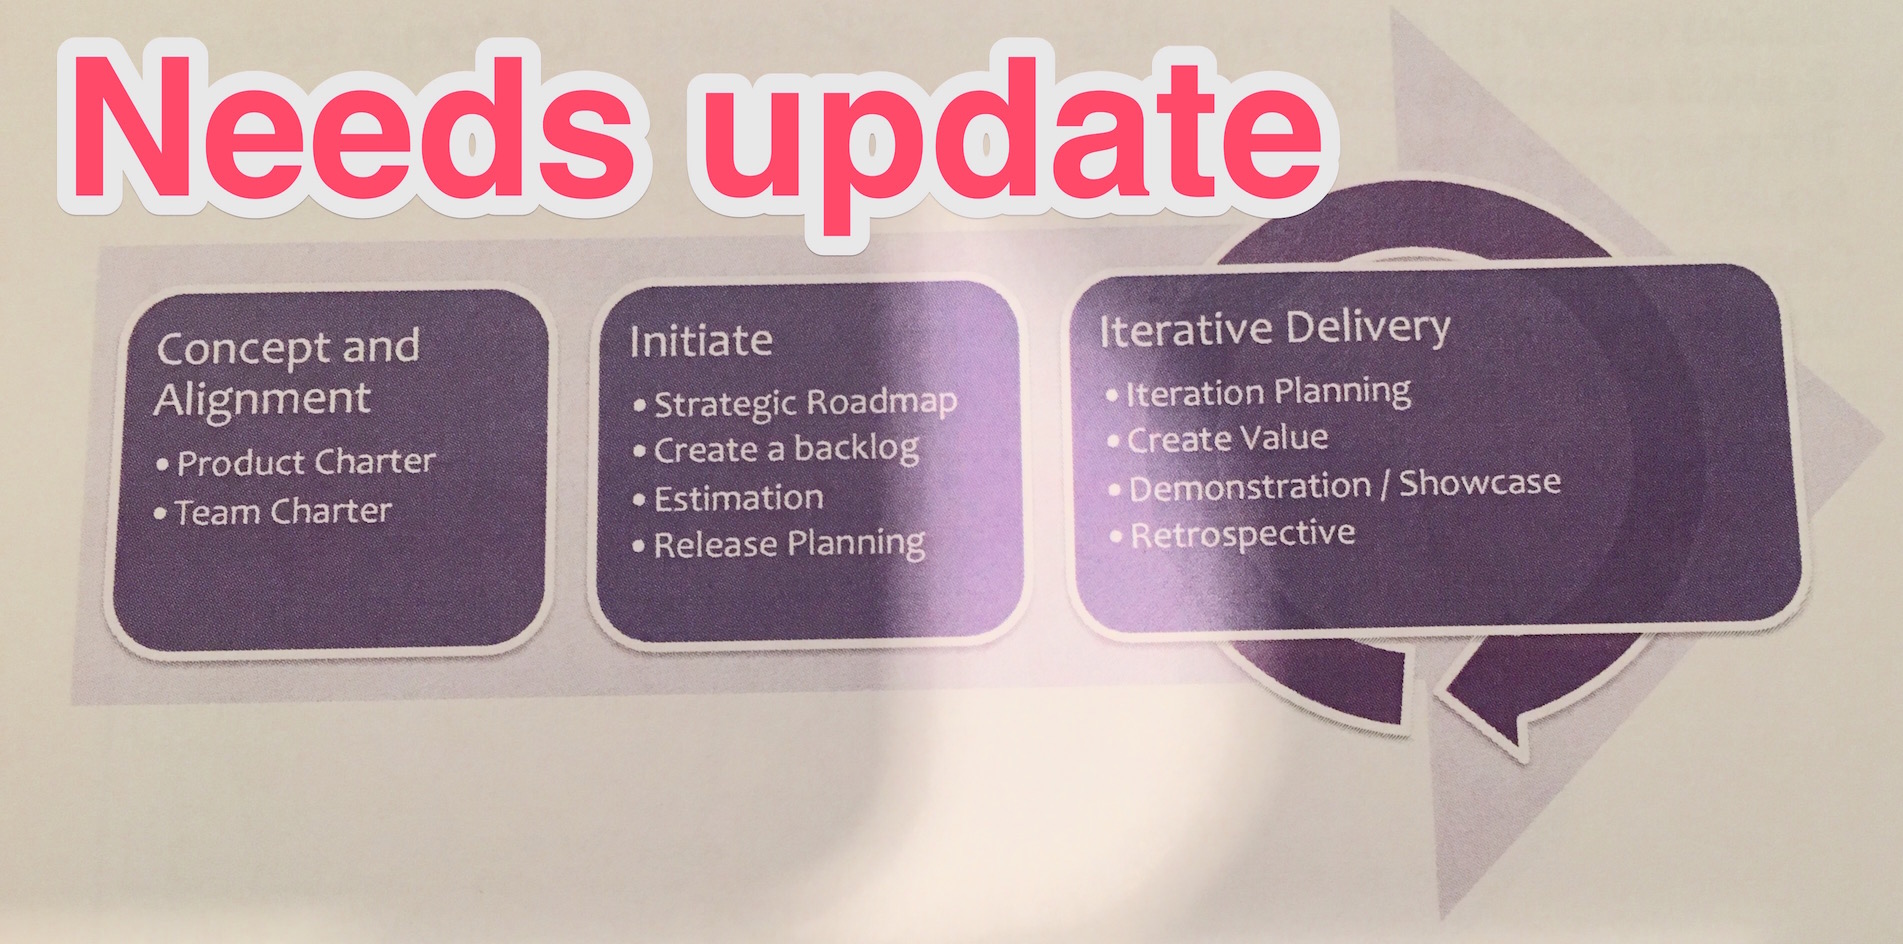 Needs update
Concept and
Alignment
• Product Charter
• Team Charter
Initiate
• Strategic Roadmap
• Create a backlog
• Estimation
• Release Planning
Iterative Delivery
• Iteration Planning
• Create Value
• Demonstration / Showcase
• Retrospective